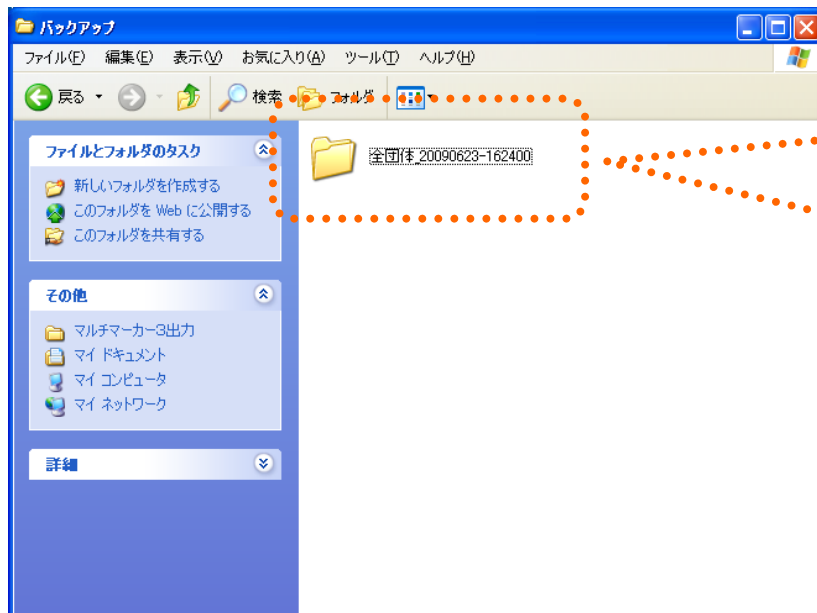 バックアップ
ファイル(F) 編集(E) 表示(V) お気に入り(A) ツール(T) ヘルプ(H)
戻る 検索 フォルダ
ファイルとフォルダのタスク
新しいフォルダを作成する
このフォルダを Web に公開する
このフォルダを共有する
全団体_20090623-162400
その他
マルチマーカー3出力
マイ ドキュメント
マイ コンピュータ
マイ ネットワーク
詳細